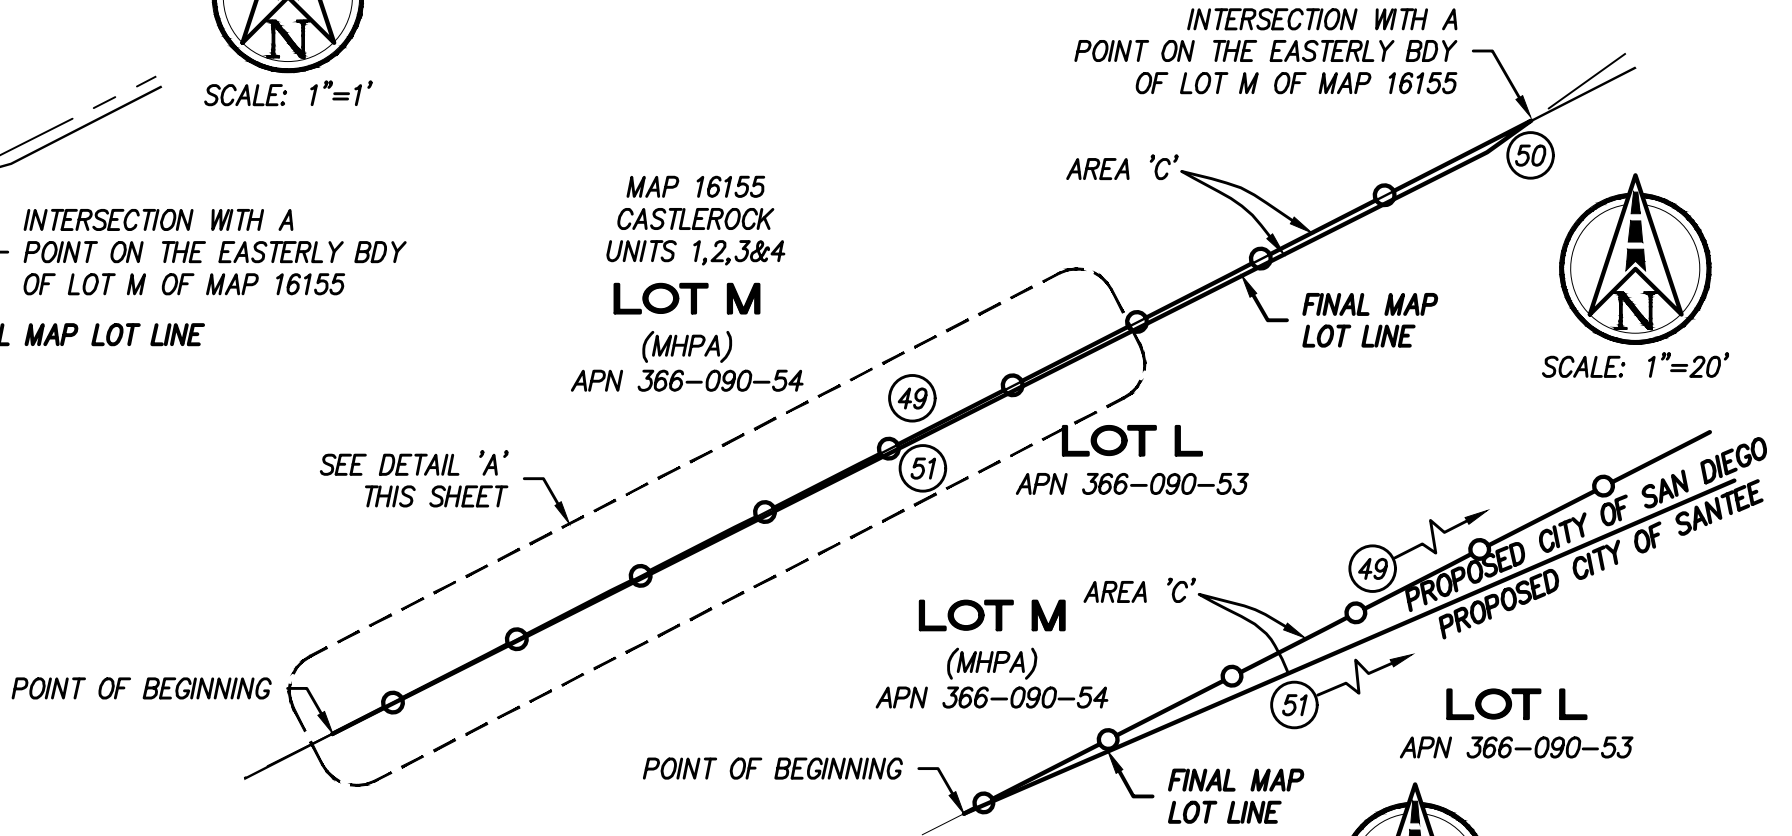 N
SCALE: 1"=1'
INTERSECTION WITH A
POINT ON THE EASTERLY BDY
OF LOT M OF MAP 16155
L MAP LOT LINE
MAP 16155
CASTLEROCK
UNITS 1,2,3&4
LOT M
(MHPA)
APN 366-090-54
INTERSECTION WITH A
POINT ON THE EASTERLY BDY
OF LOT M OF MAP 16155
50
AREA 'C'
FINAL MAP
LOT LINE
N
SCALE: 1"=20'
49
51
LOT L
APN 366-090-53
SEE DETAIL 'A'
THIS SHEET
POINT OF BEGINNING
PROPOSED CITY OF SAN DIEGO
PROPOSED CITY OF SANTEE
49
AREA 'C'
LOT M
(MHPA)
APN 366-090-54
51
LOT L
APN 366-090-53
POINT OF BEGINNING
FINAL MAP
LOT LINE